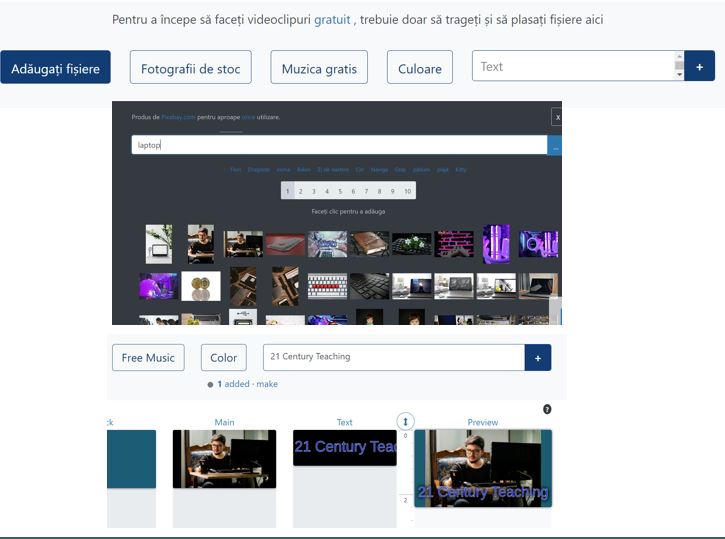 Pentru a începe să faceți videoclipuri gratuit , trebuie doar să trageți și să plasați fișiere aici
Adăugați fișiere
Fotografii de stoc
Muzica gratis
Culoare
Text
+
Produs de Pixabay.com pentru aproape orice utilizare.
X
laptop
...
1 2 3 4 5 6 7 8 9 10
Faceți clic pentru a adăuga
Free Music
Color
21 Century Teaching
+
1 added · make
?
Main
Text
Preview
0
21 Century Teac
21 Century Teaching
2